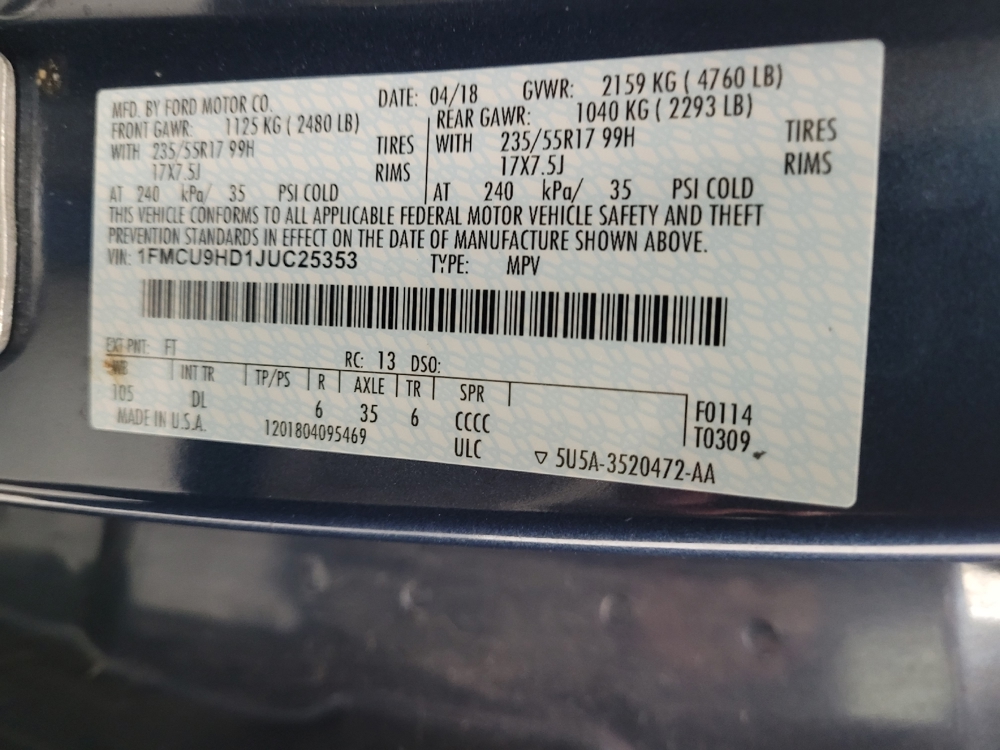 MFD. BY FORD MOTOR CO. DATE: 04/18 GVWR: 2159 KG ( 4760 LB)
FRONT GAWR: 1125 KG ( 2480 LB) REAR GAWR: 1040 KG ( 2293 LB)
WITH 235/55R17 99H TIRES WITH 235/55R17 99H TIRES
17X7.5J RIMS 17X7.5J RIMS
AT 240 kPa/ 35 PSI COLD AT 240 kPa/ 35 PSI COLD
THIS VEHICLE CONFORMS TO ALL APPLICABLE FEDERAL MOTOR VEHICLE SAFETY AND THEFT
PREVENTION STANDARDS IN EFFECT ON THE DATE OF MANUFACTURE SHOWN ABOVE.
VIN: 1FMCU9HD1JUC25353 TYPE: MPV
EXT PNT: FT RC: 13 DSO:
WB INT TR TP/PS R AXLE TR SPR
105 DL 6 35 6 CCCC F0114
MADE IN U.S.A. 1201804095469 ULC T0309
▽ 5U5A-3520472-AA